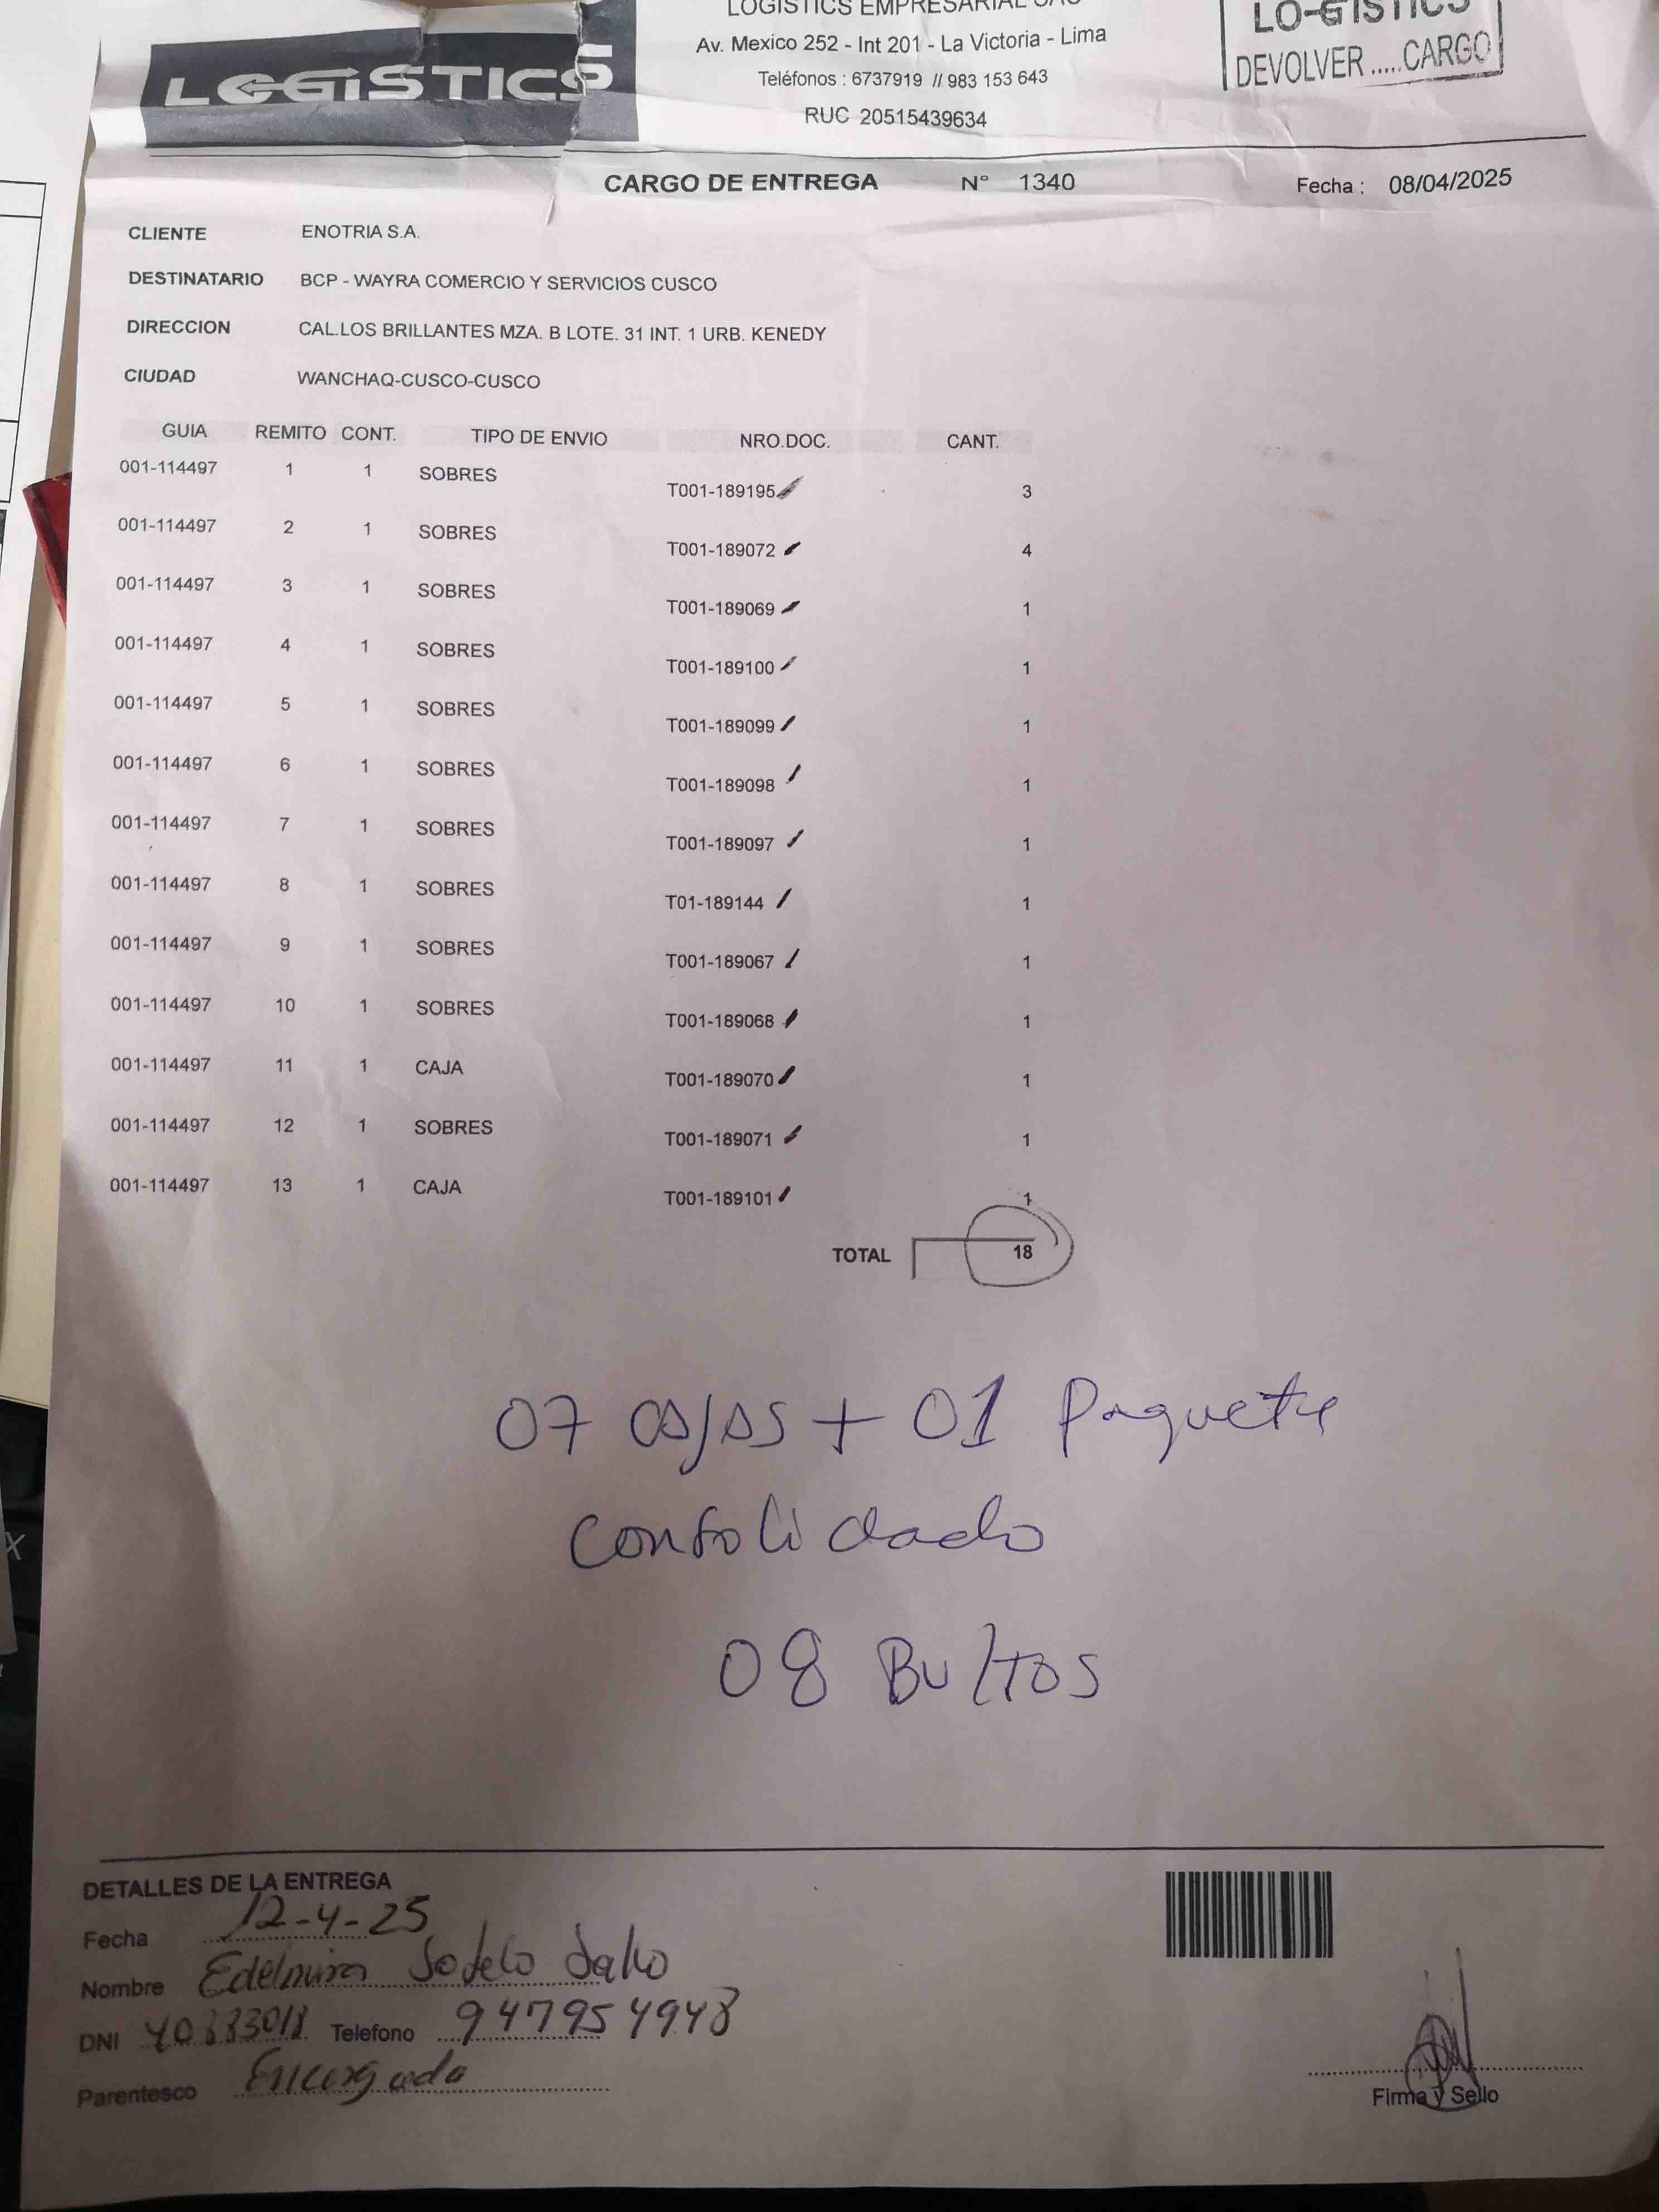 LOGISTICS EMPRESARIAL SAC
LOGISTICS
Av. Mexico 252 - Int 201 - La Victoria - Lima
Teléfonos : 6737919 // 983 153 643
RUC 20515439634
LO-GISTICS
DEVOLVER ..... CARGO
CARGO DE ENTREGA N° 1340 Fecha : 08/04/2025
CLIENTE ENOTRIA S.A.
DESTINATARIO BCP - WAYRA COMERCIO Y SERVICIOS CUSCO
DIRECCION CAL.LOS BRILLANTES MZA. B LOTE. 31 INT. 1 URB. KENEDY
CIUDAD WANCHAQ-CUSCO-CUSCO
GUIA REMITO CONT. TIPO DE ENVIO NRO.DOC. CANT.
001-114497 1 1 SOBRES T001-189195 3
001-114497 2 1 SOBRES T001-189072 4
001-114497 3 1 SOBRES T001-189069 1
001-114497 4 1 SOBRES T001-189100 1
001-114497 5 1 SOBRES T001-189099 1
001-114497 6 1 SOBRES T001-189098 1
001-114497 7 1 SOBRES T001-189097 1
001-114497 8 1 SOBRES T01-189144 1
001-114497 9 1 SOBRES T001-189067 1
001-114497 10 1 SOBRES T001-189068 1
001-114497 11 1 CAJA T001-189070 1
001-114497 12 1 SOBRES T001-189071 1
001-114497 13 1 CAJA T001-189101 1
TOTAL 18
07 + 01 Paquete
Consolidado
08 Bultos
DETALLES DE LA ENTREGA
Fecha 12-4-25
Nombre Edelmira Sotelo
DNI Telefono 947954948
Parentesco Encargada
Firma y Sello